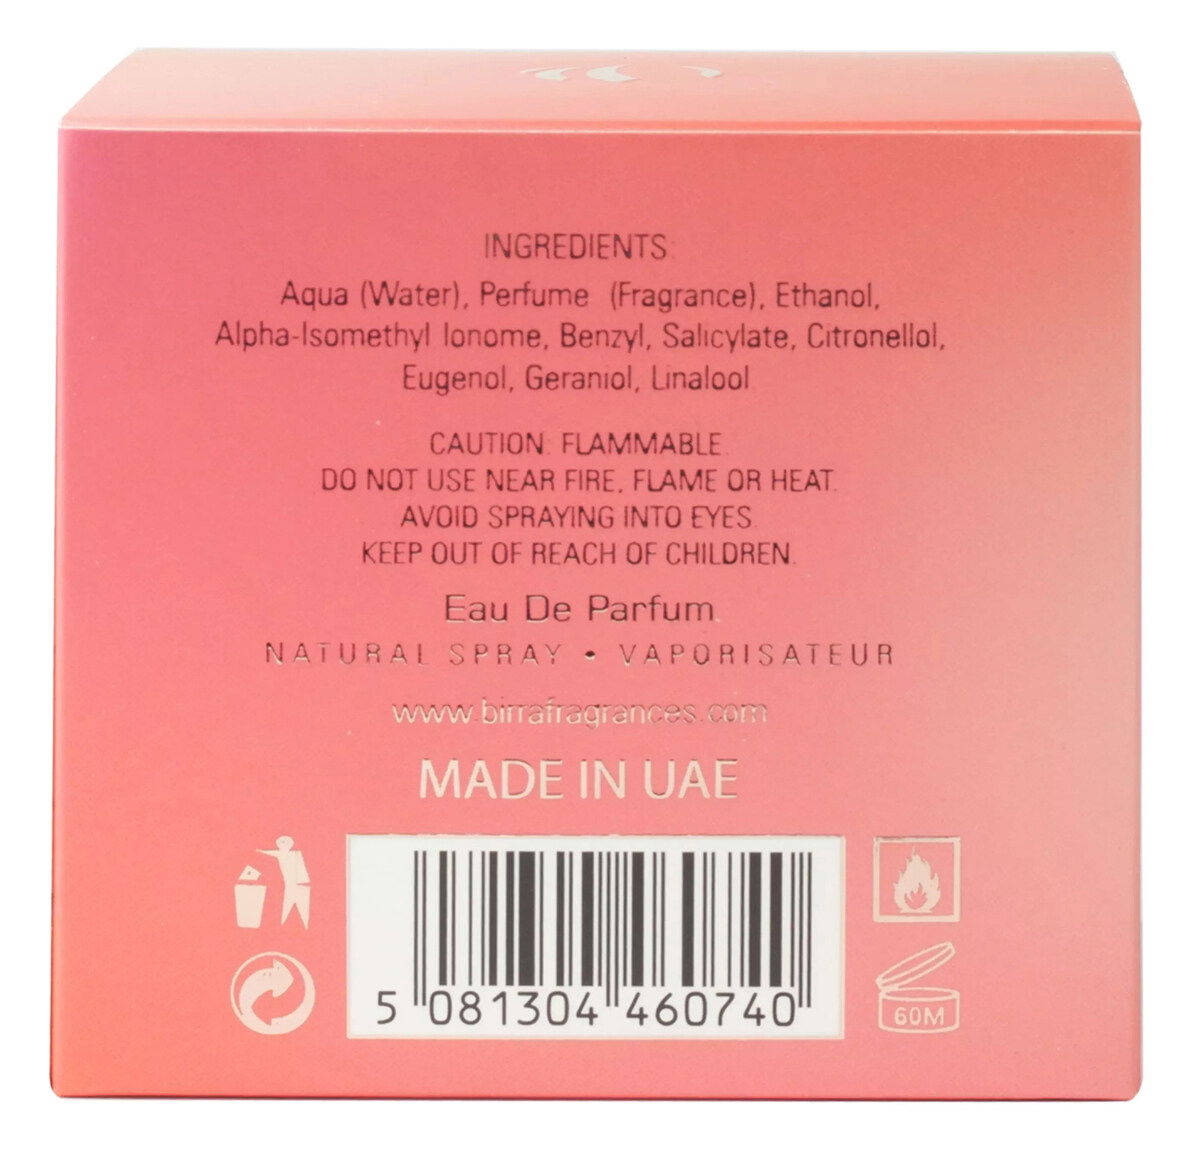 INGREDIENTS:
Aqua (Water), Perfume (Fragrance), Ethanol,
Alpha-Isomethyl Ionome, Benzyl, Salicylate, Citronellol,
Eugenol, Geraniol, Linalool
CAUTION: FLAMMABLE.
DO NOT USE NEAR FIRE, FLAME OR HEAT.
AVOID SPRAYING INTO EYES.
KEEP OUT OF REACH OF CHILDREN.
Eau De Parfum.
NATURAL SPRAY • VAPORISATEUR
www.birrafragrances.com
MADE IN UAE
5 081304 460740
60M